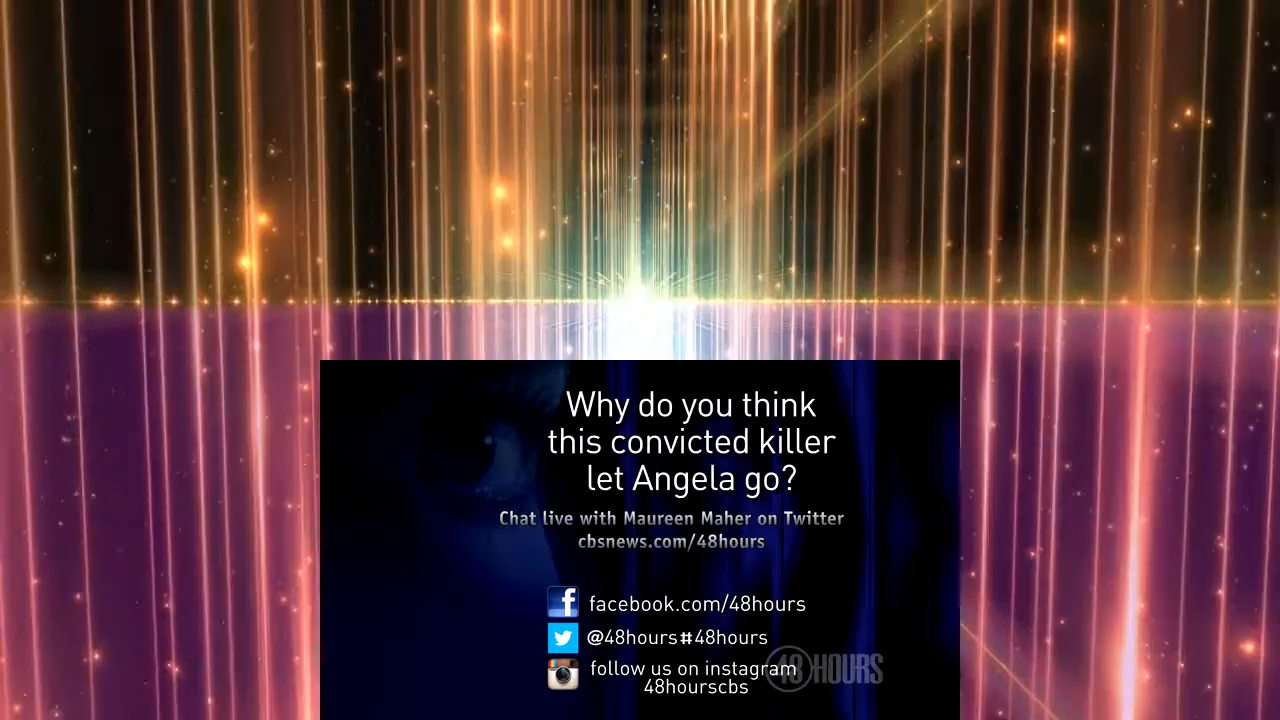 Why do you think
this convicted killer
let Angela go?
Chat live with Maureen Maher on Twitter
cbsnews.com/48hours
facebook.com/48hours
@48hours #48hours
follow us on instagram
48hourscbs
48 HOURS